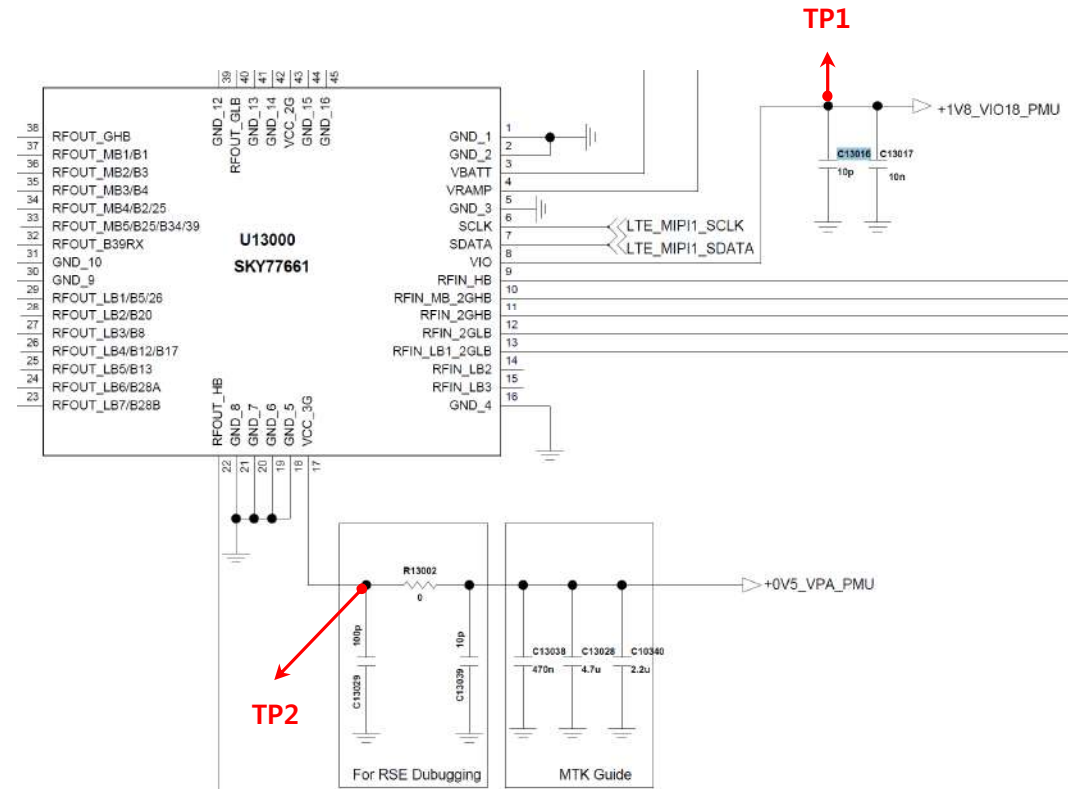 TP1
39
40
41
42
43
44
45
+1V8_VIO18_PMU
GND_12
RFOUT_GLB
GND_13
GND_14
VCC_2G
GND_15
GND_16
38 RFOUT_GHB
37 RFOUT_MB1/B1
36 RFOUT_MB2/B3
35 RFOUT_MB3/B4
34 RFOUT_MB4/B2/25
33 RFOUT_MB5/B25/B34/39
32 RFOUT_B39RX
31 GND_10
30 GND_9
29 RFOUT_LB1/B5/26
28 RFOUT_LB2/B20
27 RFOUT_LB3/B8
26 RFOUT_LB4/B12/B17
25 RFOUT_LB5/B13
24 RFOUT_LB6/B28A
23 RFOUT_LB7/B28B
U13000
SKY77661
GND_1 1
GND_2 2
VBATT 3
VRAMP 4
GND_3 5
SCLK 6
SDATA 7
VIO 8
RFIN_HB 9
RFIN_MB_2GHB 10
RFIN_2GHB 11
RFIN_2GLB 12
RFIN_LB1_2GLB 13
RFIN_LB2 14
RFIN_LB3 15
GND_4 16
LTE_MIPI1_SCLK
LTE_MIPI1_SDATA
C13016
10p
C13017
10n
RFOUT_HB
GND_8
GND_7
GND_6
GND_5
VCC_3G
22
21
20
19
18
17
R13002
0
+0V5_VPA_PMU
100p
C13029
10p
C13039
C13038
470n
C13028
4.7u
C10340
2.2u
TP2
For RSE Dubugging
MTK Guide